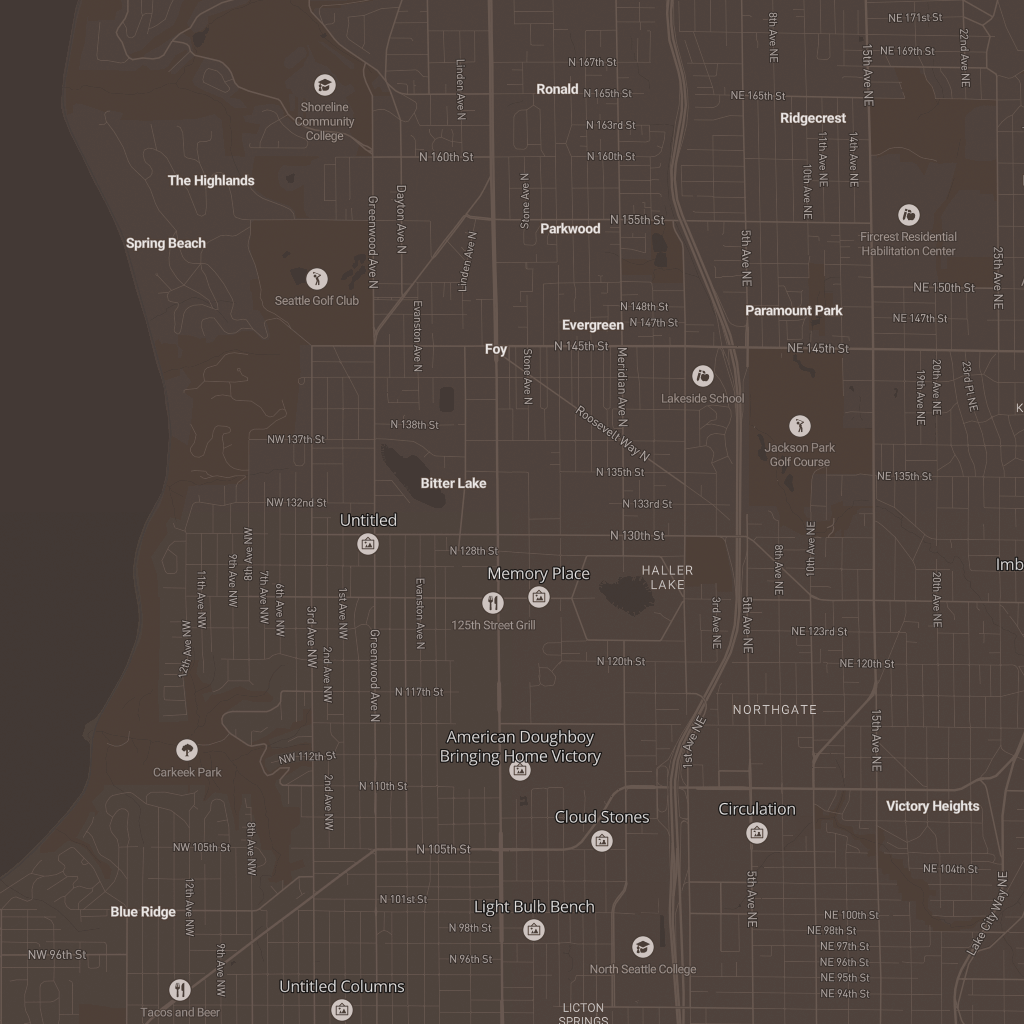 NE 171st St
8th Ave NE
22nd Ave NE
15th Ave NE
NE 169th St
N 167th St
Linden Ave N
Ronald
N 165th St
NE 165th St
Shoreline
Community
College
Ridgecrest
N 163rd St
11th Ave NE
14th Ave NE
N 160th St
N 160th St
10th Ave NE
The Highlands
Stone Ave N
Dayton Ave N
Greenwood Ave N
N 155th St
Parkwood
Spring Beach
Linden Ave N
5th Ave NE
Fircrest Residential
Habilitation Center
25th Ave NE
Seattle Golf Club
NE 150th St
N 148th St
Paramount Park
Evergreen
N 147th St
NE 147th St
Evanston Ave N
Foy
N 145th St
NE 145th St
Stone Ave N
Meridian Ave N
Lakeside School
20th Ave NE
19th Ave NE
23rd Pl NE
K
N 138th St
Roosevelt Way N
NW 137th St
Jackson Park
Golf Course
N 135th St
NE 135th St
Bitter Lake
NW 132nd St
N 133rd St
Untitled
N 130th St
10th Ave NE
8th Ave NW
N 128th St
9th Ave NW
8th Ave NE
Imb
Memory Place
HALLER
LAKE
11th Ave NW
7th Ave NW
6th Ave NW
1st Ave NW
Evanston Ave N
20th Ave NE
3rd Ave NW
125th Street Grill
3rd Ave NE
5th Ave NE
NE 123rd St
12th Ave NW
2nd Ave NW
Greenwood Ave N
N 120th St
NE 120th St
N 117th St
NORTHGATE
1st Ave NE
15th Ave NE
American Doughboy
Bringing Home Victory
NW 112th St
Carkeek Park
2nd Ave NW
N 110th St
Cloud Stones
Circulation
Victory Heights
8th Ave NW
NW 105th St
N 105th St
NE 104th St
12th Ave NW
N 101st St
5th Ave NE
Lake City Way NE
Blue Ridge
Light Bulb Bench
NE 100th St
N 98th St
NE 98th St
9th Ave NW
NE 97th St
NW 96th St
N 96th St
NE 96th St
North Seattle College
NE 95th St
Untitled Columns
NE 94th St
Tacos and Beer
LICTON
SPRINGS